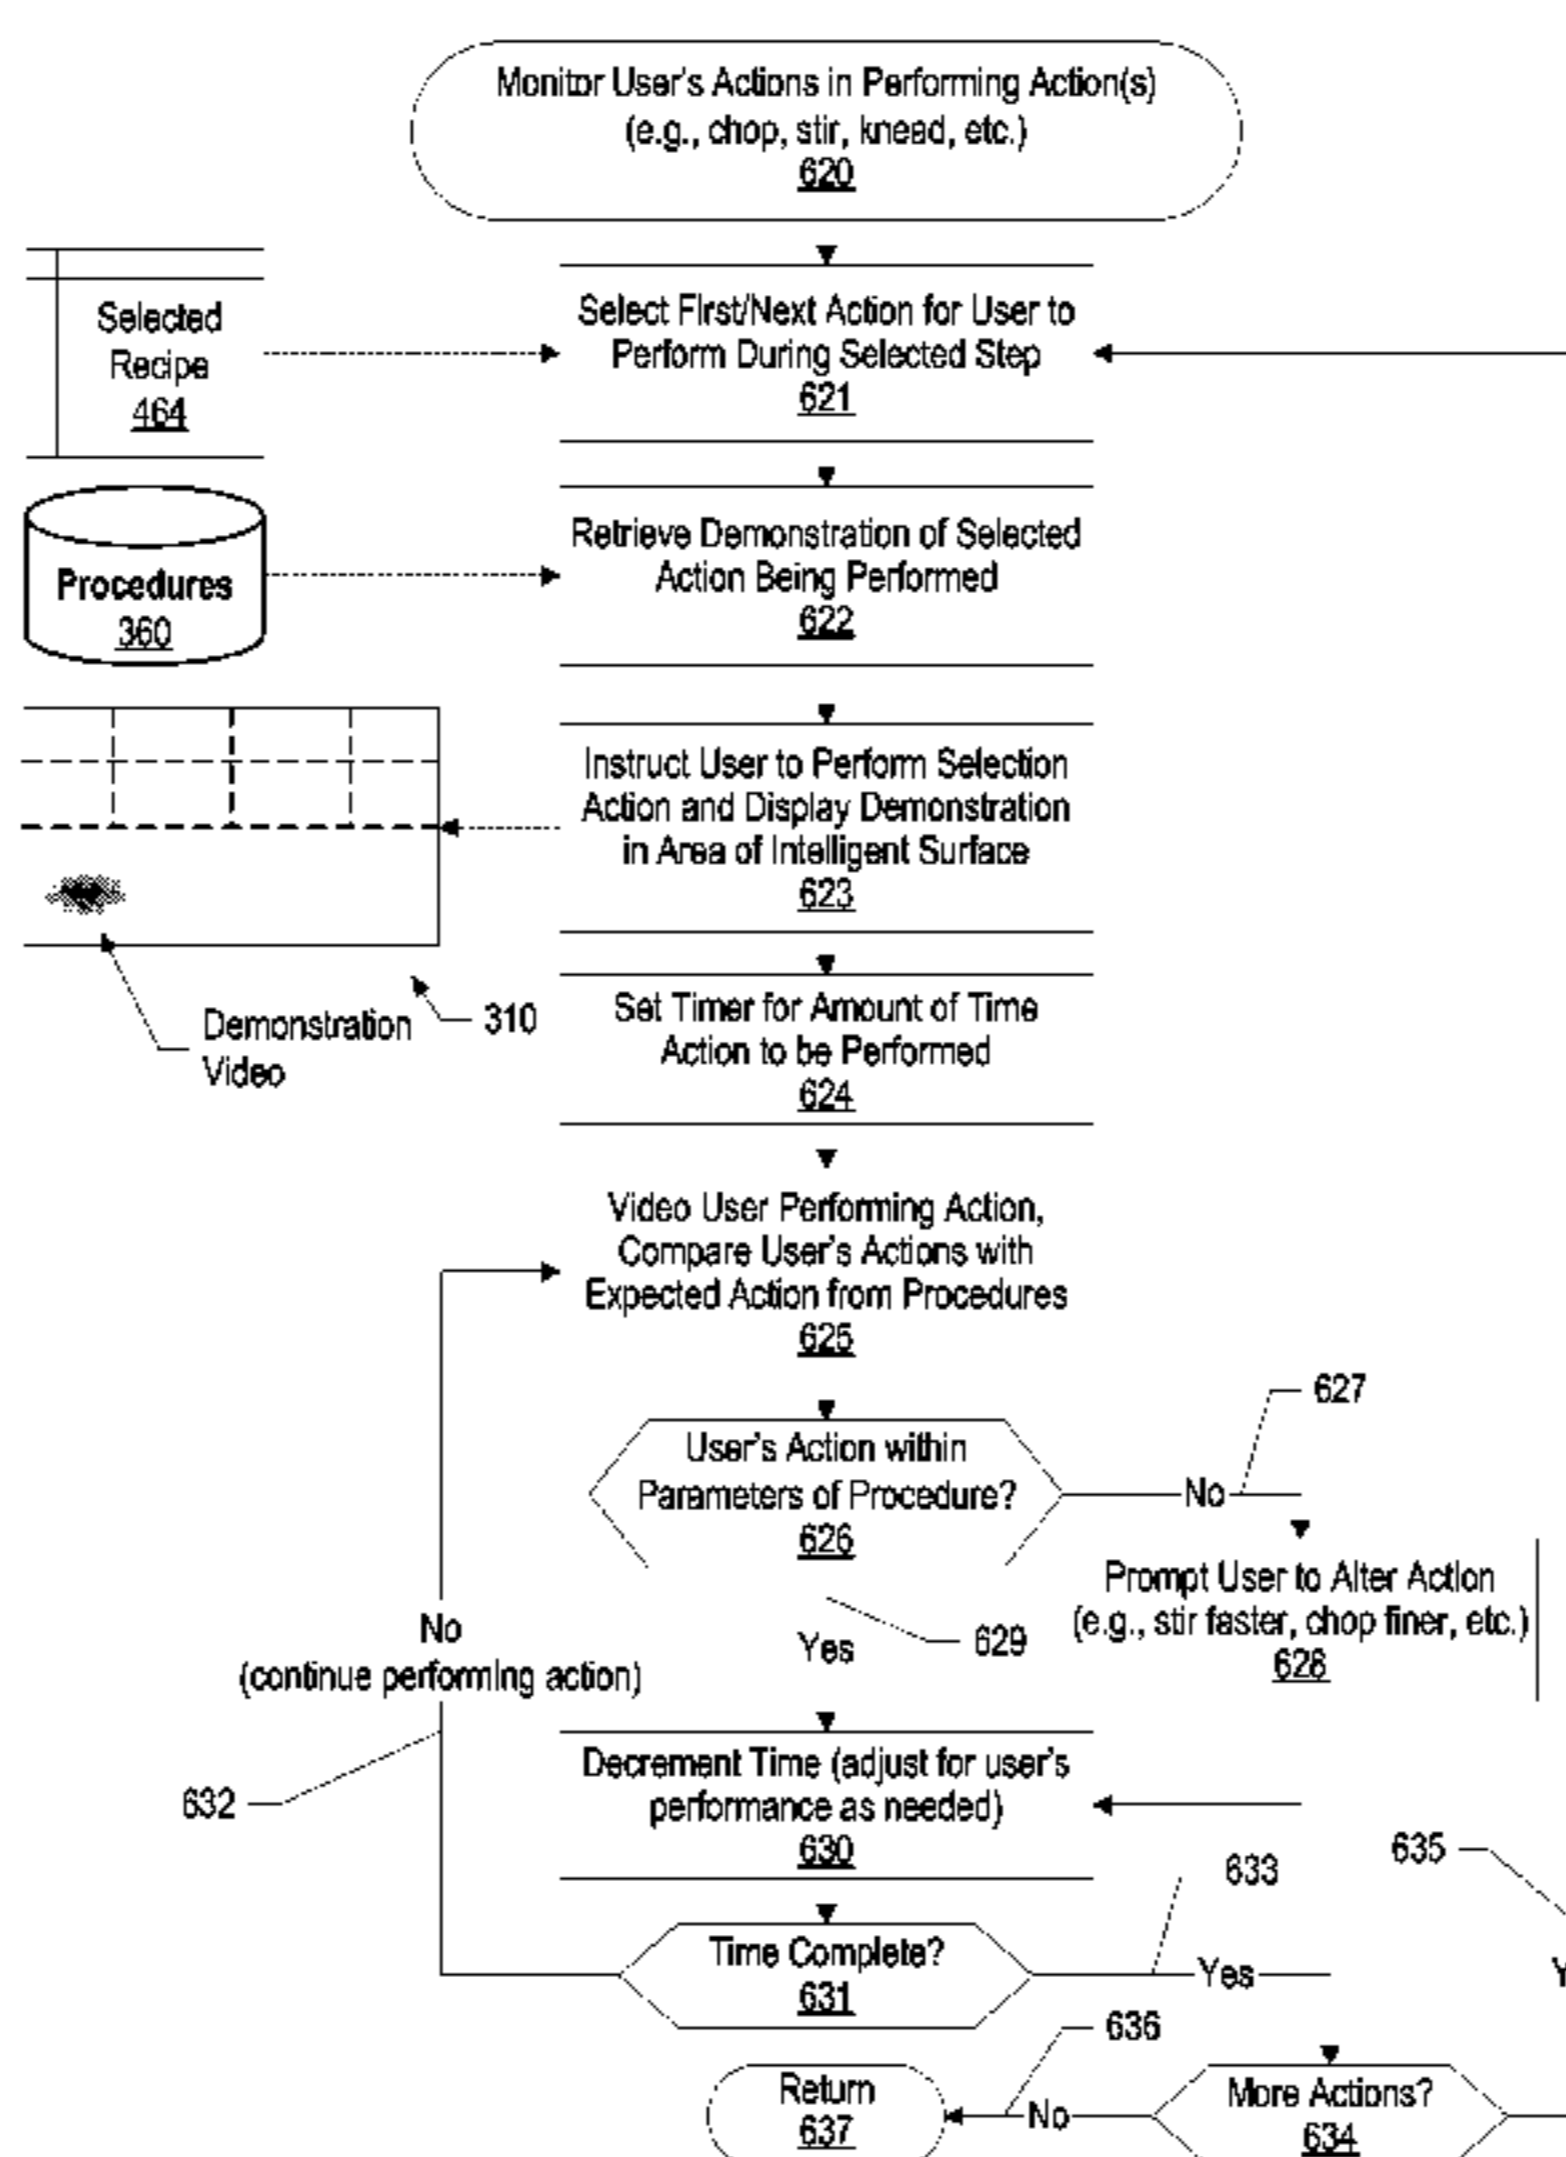 Monitor User's Actions in Performing Action(s)
(e.g., chop, stir, knead, etc.)
620
Selected
Recipe
464
Select First/Next Action for User to
Perform During Selected Step
621
Procedures
360
Retrieve Demonstration of Selected
Action Being Performed
622
Instruct User to Perform Selection
Action and Display Demonstration
in Area of Intelligent Surface
623
Demonstration
Video
310
Set Timer for Amount of Time
Action to be Performed
624
Video User Performing Action,
Compare User's Actions with
Expected Action from Procedures
625
627
User's Action within
Parameters of Procedure?
626
No
Prompt User to Alter Action
(e.g., stir faster, chop finer, etc.)
628
629
Yes
No
(continue performing action)
632
Decrement Time (adjust for user's
performance as needed)
630
633
635
Time Complete?
631
Yes
636
Return
637
No
More Actions?
634